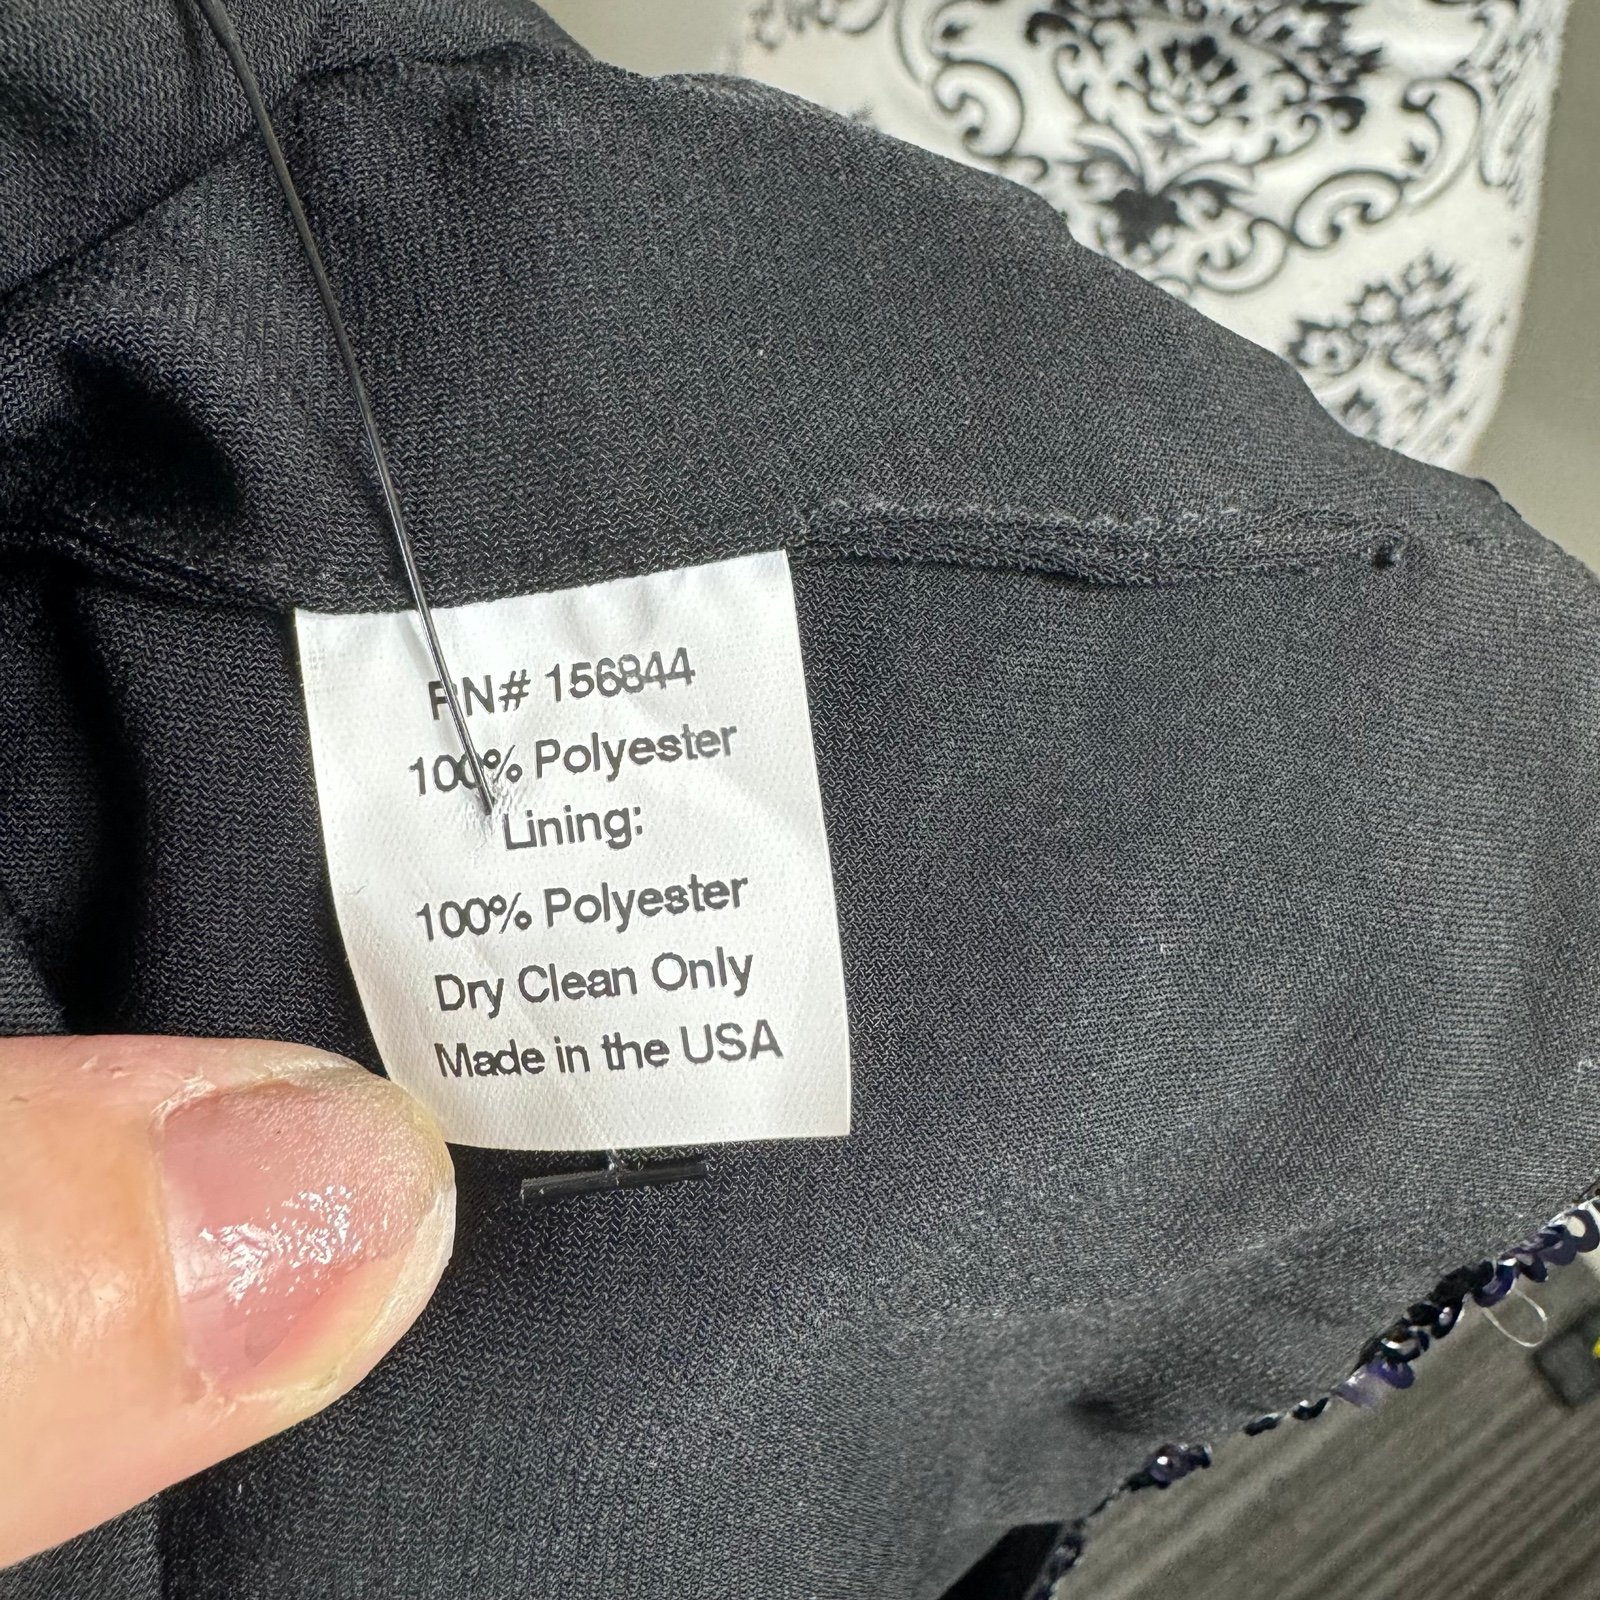 RN# 156844
100% Polyester
Lining:
100% Polyester
Dry Clean Only
Made in the USA